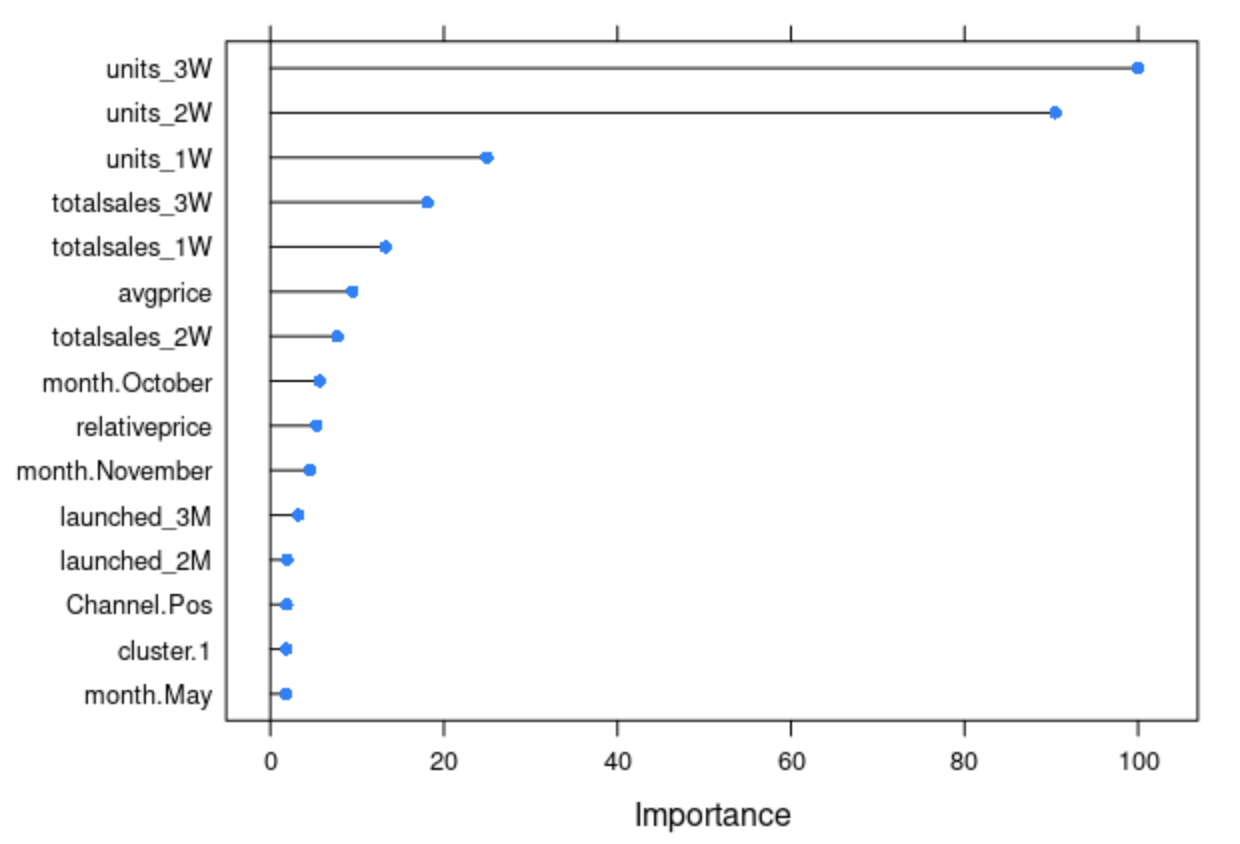 units_3W
units_2W
units_1W
totalsales_3W
totalsales_1W
avgprice
totalsales_2W
month.October
relativeprice
month.November
launched_3M
launched_2M
Channel.Pos
cluster.1
month.May
0 20 40 60 80 100
Importance